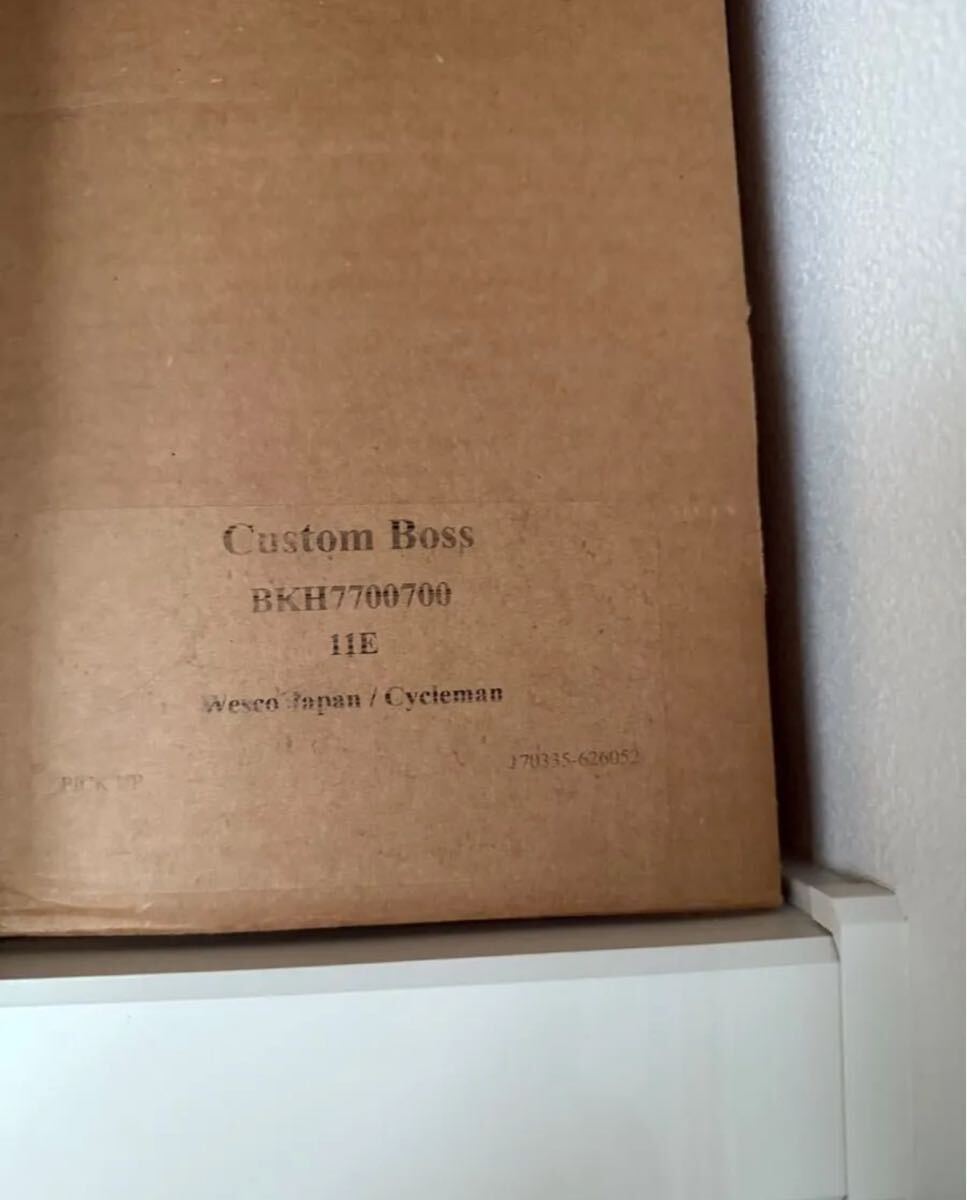 Custom Boss
BKH7700700
11E
Wesco Japan / Cycleman
170335-626052
PICK UP